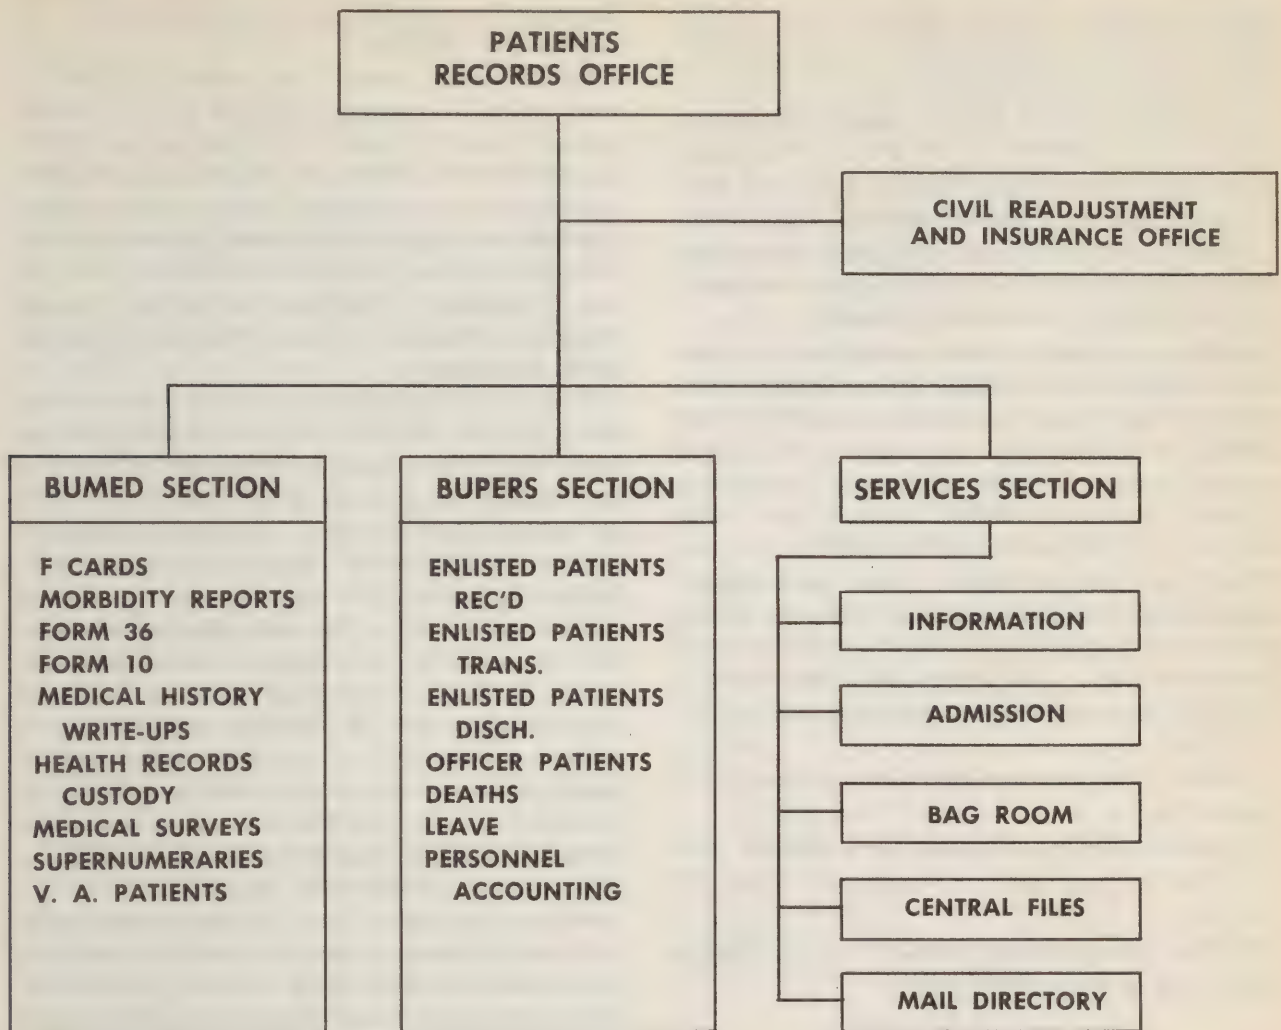 PATIENTS
RECORDS OFFICE
CIVIL READJUSTMENT
AND INSURANCE OFFICE
BUMED SECTION
F CARDS
MORBIDITY REPORTS
FORM 36
FORM 10
MEDICAL HISTORY
WRITE-UPS
HEALTH RECORDS
CUSTODY
MEDICAL SURVEYS
SUPERNUMERARIES
V. A. PATIENTS
BUPERS SECTION
ENLISTED PATIENTS
REC'D
ENLISTED PATIENTS
TRANS.
ENLISTED PATIENTS
DISCH.
OFFICER PATIENTS
DEATHS
LEAVE
PERSONNEL
ACCOUNTING
SERVICES SECTION
INFORMATION
ADMISSION
BAG ROOM
CENTRAL FILES
MAIL DIRECTORY